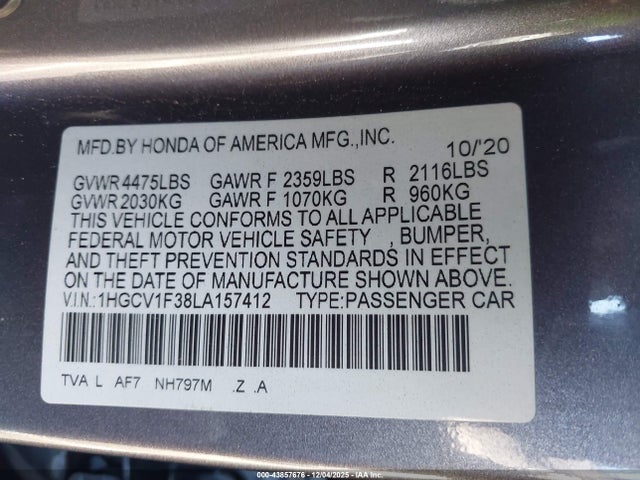 MFD.BY HONDA OF AMERICA MFG.,INC. 10/'20
GVWR 4475LBS GAWR F 2359LBS R 2116LBS
GVWR 2030KG GAWR F 1070KG R 960KG
THIS VEHICLE CONFORMS TO ALL APPLICABLE
FEDERAL MOTOR VEHICLE SAFETY , BUMPER,
AND THEFT PREVENTION STANDARDS IN EFFECT
ON THE DATE OF MANUFACTURE SHOWN ABOVE.
V.I.N.:1HGCV1F38LA157412 TYPE:PASSENGER CAR
TVA L AF7 NH797M .Z .A
000-43857676 - 12/04/2025 - IAA Inc.